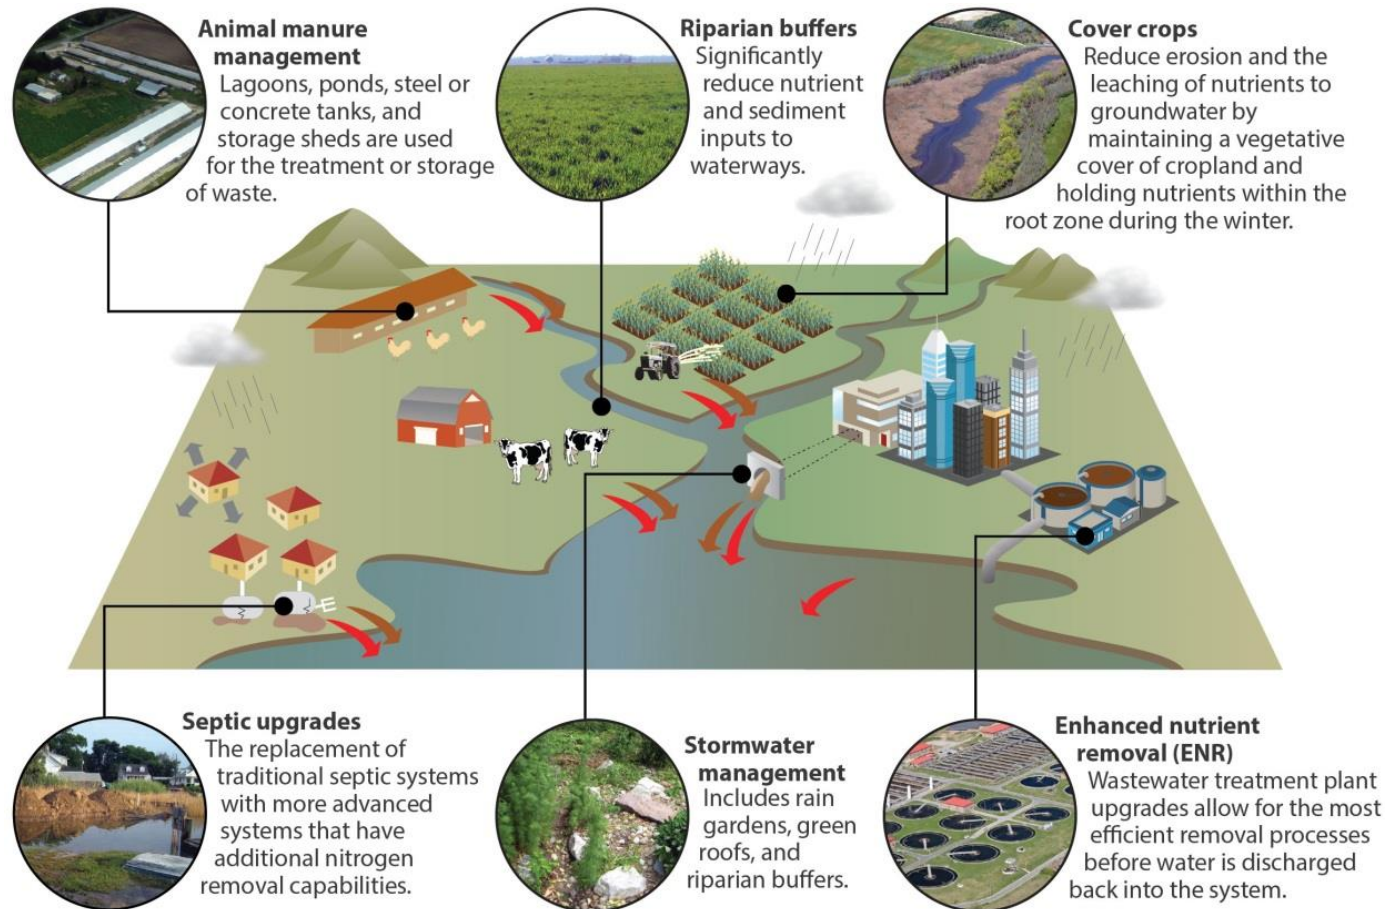 Animal manure
management
Lagoons, ponds, steel or
concrete tanks, and
storage sheds are used
for the treatment or storage
of waste.
Riparian buffers
Significantly
reduce nutrient
and sediment
inputs to
waterways.
Cover crops
Reduce erosion and the
leaching of nutrients to
groundwater by
maintaining a vegetative
cover of cropland and
holding nutrients within the
root zone during the winter.
Septic upgrades
The replacement of
traditional septic systems
with more advanced
systems that have
additional nitrogen
removal capabilities.
Stormwater
management
Includes rain
gardens, green
roofs, and
riparian buffers.
Enhanced nutrient
removal (ENR)
Wastewater treatment plant
upgrades allow for the most
efficient removal processes
before water is discharged
back into the system.